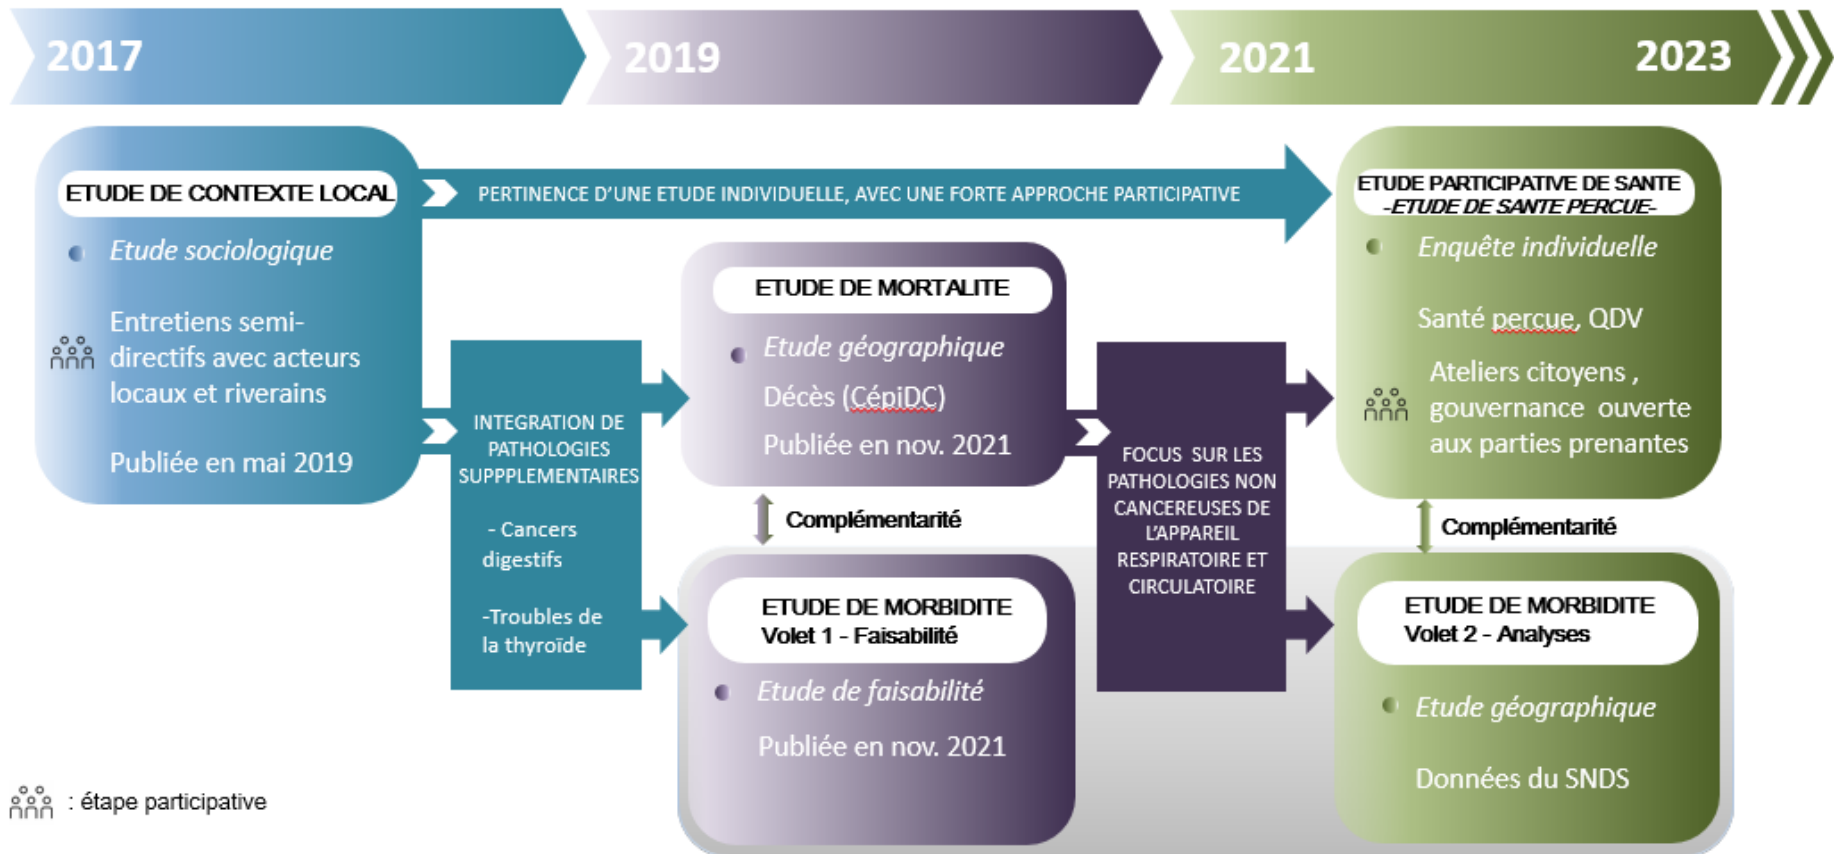 2017
2019
2021
2023
ETUDE DE CONTEXTE LOCAL
Etude sociologique
Entretiens semi-
directifs avec acteurs
locaux et riverains
Publiée en mai 2019
PERTINENCE D'UNE ETUDE INDIVIDUELLE, AVEC UNE FORTE APPROCHE PARTICIPATIVE
INTEGRATION DE
PATHOLOGIES
SUPPPLEMENTAIRES
- Cancers
digestifs
-Troubles de
la thyroïde
ETUDE DE MORTALITE
Etude géographique
Décès (CépiDC)
Publiée en nov. 2021
Complémentarité
ETUDE DE MORBIDITE
Volet 1 - Faisabilité
Etude de faisabilité
Publiée en nov. 2021
FOCUS SUR LES
PATHOLOGIES NON
CANCEREUSES DE
L'APPAREIL
RESPIRATOIRE ET
CIRCULATOIRE
ETUDE PARTICIPATIVE DE SANTE
-ETUDE DE SANTE PERCUE-
Enquête individuelle
Santé percue, QDV
Ateliers citoyens ,
gouvernance ouverte
aux parties prenantes
Complémentarité
ETUDE DE MORBIDITE
Volet 2 - Analyses
Etude géographique
Données du SNDS
: étape participative